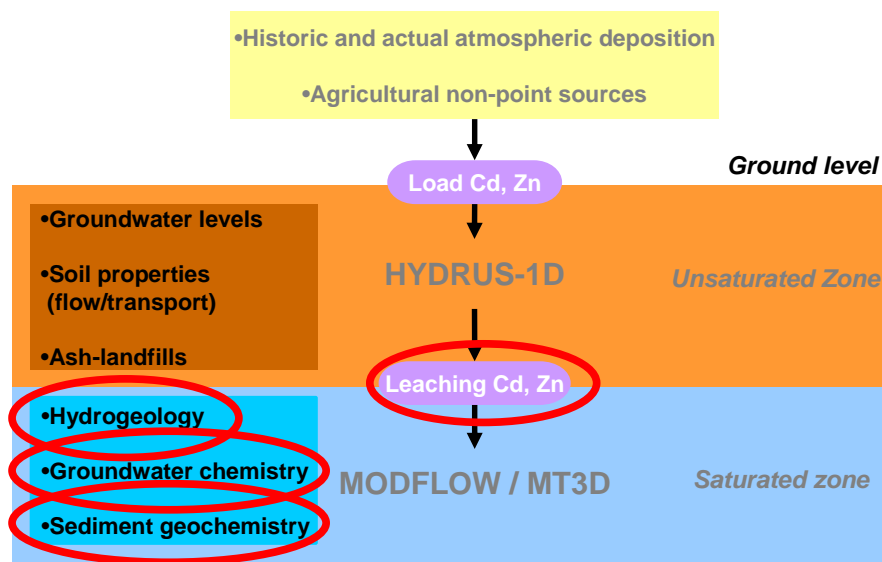 •Historic and actual atmospheric deposition
•Agricultural non-point sources
Ground level
Load Cd, Zn
•Groundwater levels
•Soil properties
(flow/transport)
•Ash-landfills
HYDRUS-1D
Unsaturated Zone
Leaching Cd, Zn
•Hydrogeology
•Groundwater chemistry
•Sediment geochemistry
MODFLOW / MT3D
Saturated zone